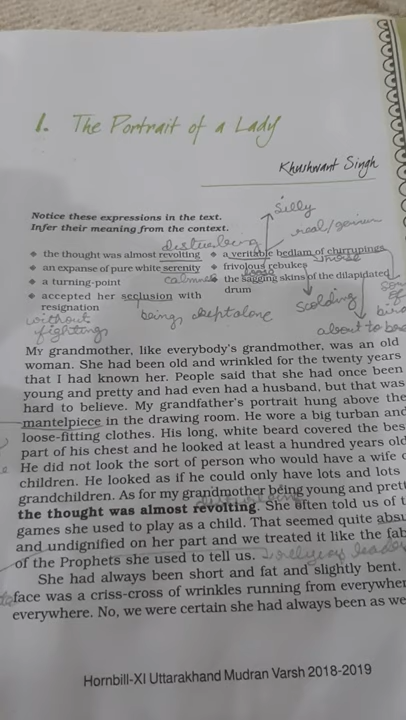 1. The Portrait of a Lady
Khushwant Singh
silly
Notice these expressions in the text.
Infer their meaning from the context.
real/
disturbing
noise
the thought was almost revolting
a veritable bedlam of chirrupings
an expanse of pure white serenity
frivolous rebukes
calmness
a turning-point
the sagging skins of the dilapidated drum
accepted her seclusion with resignation
scolding
without fighting
being kept alone
about to
My grandmother, like everybody's grandmother, was an old
woman. She had been old and wrinkled for the twenty years
that I had known her. People said that she had once been
young and pretty and had even had a husband, but that was
hard to believe. My grandfather's portrait hung above the
mantelpiece in the drawing room. He wore a big turban and
loose-fitting clothes. His long, white beard covered the bes
part of his chest and he looked at least a hundred years old
He did not look the sort of person who would have a wife o
children. He looked as if he could only have lots and lots
grandchildren. As for my grandmother being young and prett
the thought was almost revolting. She often told us of t
games she used to play as a child. That seemed quite absu
and undignified on her part and we treated it like the fab
of the Prophets she used to tell us.
She had always been short and fat and slightly bent.
face was a criss-cross of wrinkles running from everywher
everywhere. No, we were certain she had always been as we
Hornbill-XI Uttarakhand Mudran Varsh 2018-2019